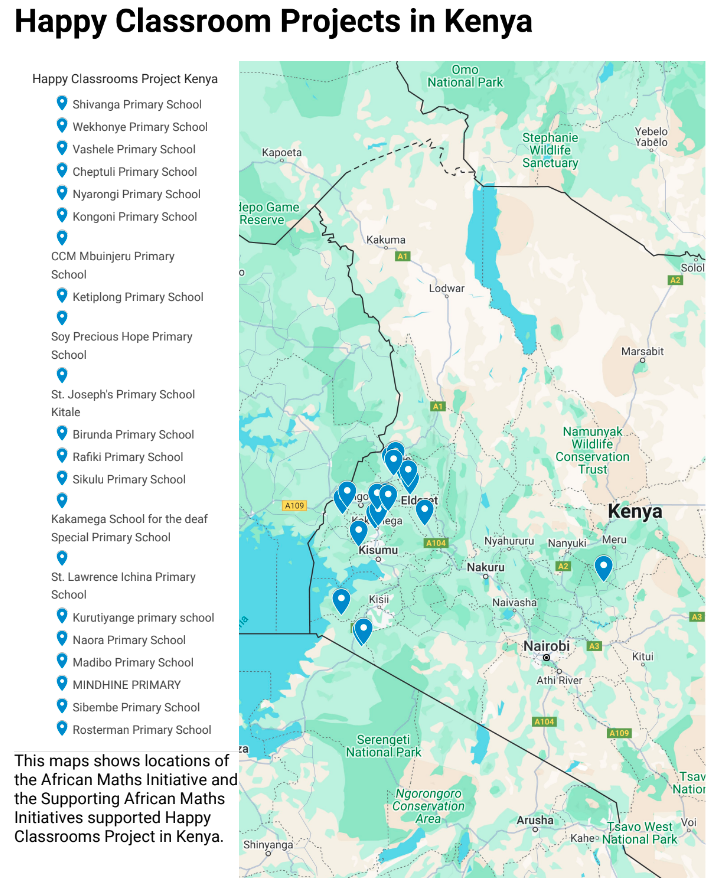 Happy Classroom Projects in Kenya
Happy Classrooms Project Kenya
Shivanga Primary School
Wekhonye Primary School
Vashele Primary School
Cheptuli Primary School
Nyarongi Primary School
Kongoni Primary School
CCM Mbuinjeru Primary
School
Ketiplong Primary School
Soy Precious Hope Primary
School
St. Joseph's Primary School
Kitale
Birunda Primary School
Rafiki Primary School
Sikulu Primary School
Kakamega School for the deaf
Special Primary School
St. Lawrence Ichina Primary
School
Kurutiyange primary school
Naora Primary School
Madibo Primary School
MINDHINE PRIMARY
Sibembe Primary School
Rosterman Primary School
This maps shows locations of
the African Maths Initiative and
the Supporting African Maths
Initiatives supported Happy
Classrooms Project in Kenya.
Omo
National Park
Stephanie
Wildlife
Sanctuary
Yebelo
Yabēlo
Kapoeta
depo Game
Reserve
Kakuma
A1
Solol
A2
Lodwar
Marsabit
A1
Namunyak
Wildlife
Conservation
Trust
A109
Eldoret
Kenya
Kisumu
A104
Nyahururu
Nanyuki
Meru
A2
Nakuru
Kisii
Naivasha
A3
Nairobi
A3
Kitui
Athi River
A104
A109
Serengeti
National Park
Ngorongoro
Conservation
Area
Tsav
Nation
Arusha
Tsavo West
National Park
Voi
Kahe
Shinyanga
za